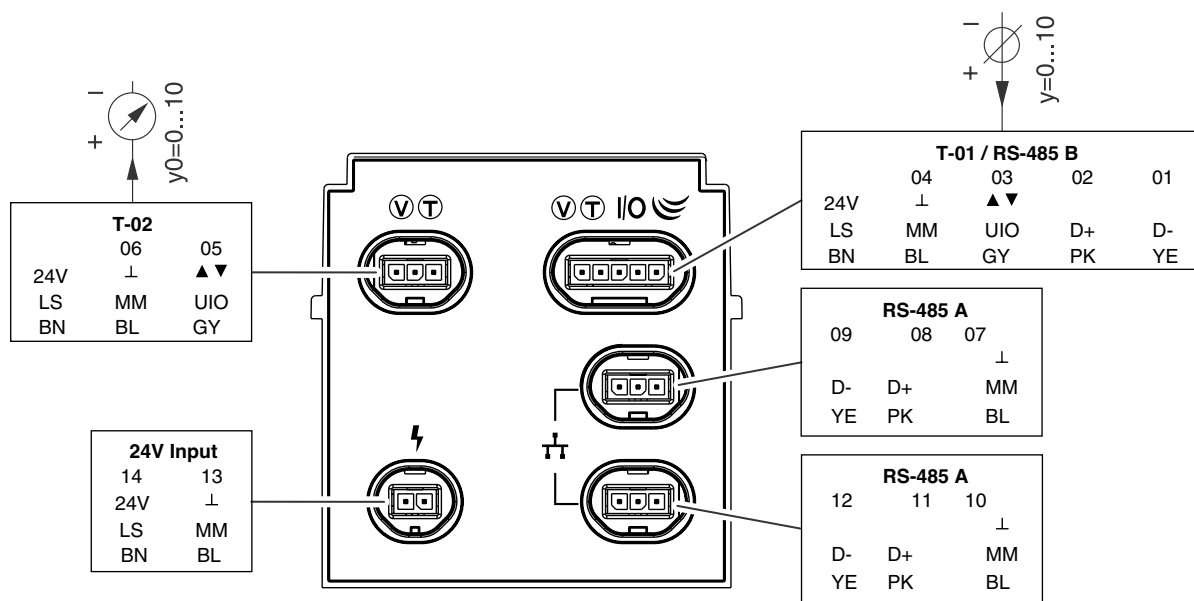 y0=0...10
+ –
y=0...10
+ –
T-02
06 05
24V ⊥ ▲▼
LS MM UIO
BN BL GY
V T
V T I/O
T-01 / RS-485 B
04 03 02 01
24V ⊥ ▲▼
LS MM UIO D+ D-
BN BL GY PK YE
RS-485 A
09 08 07
⊥
D- D+ MM
YE PK BL
24V Input
14 13
24V ⊥
LS MM
BN BL
RS-485 A
12 11 10
⊥
D- D+ MM
YE PK BL